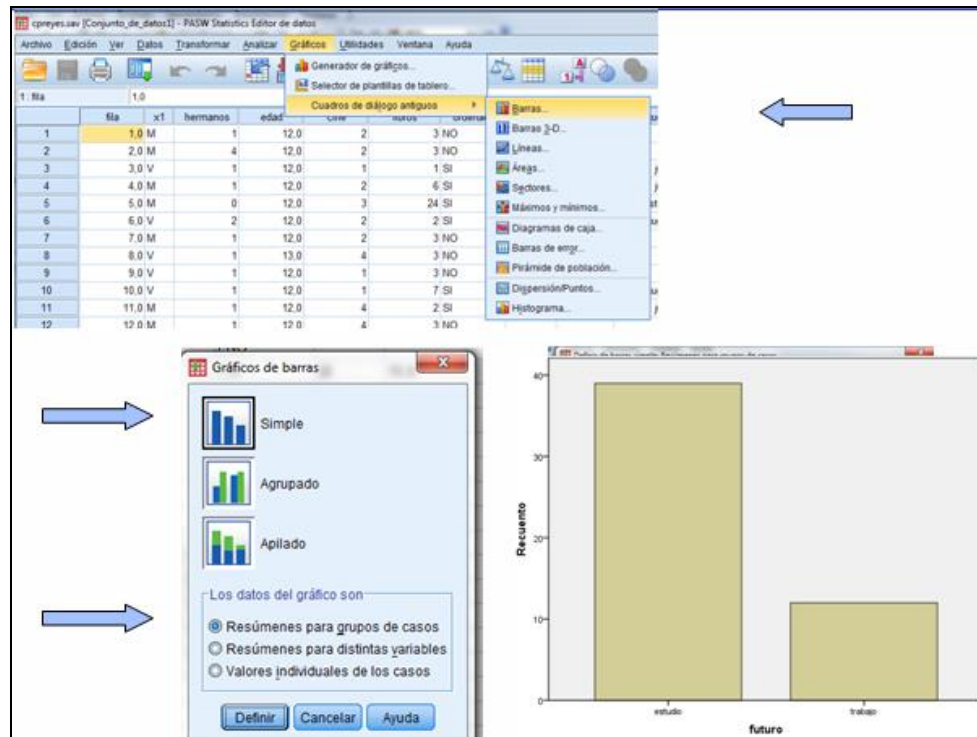 cpreyes.sav [Conjunto_de_datos1] - PASW Statistics Editor de datos
Archivo Edición Ver Datos Transformar Analizar Gráficos Utilidades Ventana Ayuda
Generador de gráficos...
Selector de plantillas de tablero...
Cuadros de diálogo antiguos
1: fila 1,0
fila x1 hermanos edad
1 1,0 M 1 12,0 2 3 NO
2 2,0 M 4 12,0 2 3 NO
3 3,0 V 1 12,0 1 1 SI
4 4,0 M 1 12,0 2 6 SI
5 5,0 M 0 12,0 3 24 SI
6 6,0 V 2 12,0 2 2 SI
7 7,0 M 1 12,0 2 3 NO
8 8,0 V 1 13,0 4 3 NO
9 9,0 V 1 12,0 1 3 NO
10 10,0 V 1 12,0 1 7 SI
11 11,0 M 1 12,0 4 2 SI
12 12,0 M 1 12,0 4 3 NO
Barras...
Barras 3-D...
Líneas...
Áreas...
Sectores...
Máximos y mínimos...
Diagramas de caja...
Barras de error...
Pirámide de población...
Dispersión/Puntos...
Histograma...
Gráficos de barras
Simple
Agrupado
Apilado
Los datos del gráfico son
Resúmenes para grupos de casos
Resúmenes para distintas variables
Valores individuales de los casos
Definir Cancelar Ayuda
40
30
20
10
0
Recuento
estudio trabajo
futuro